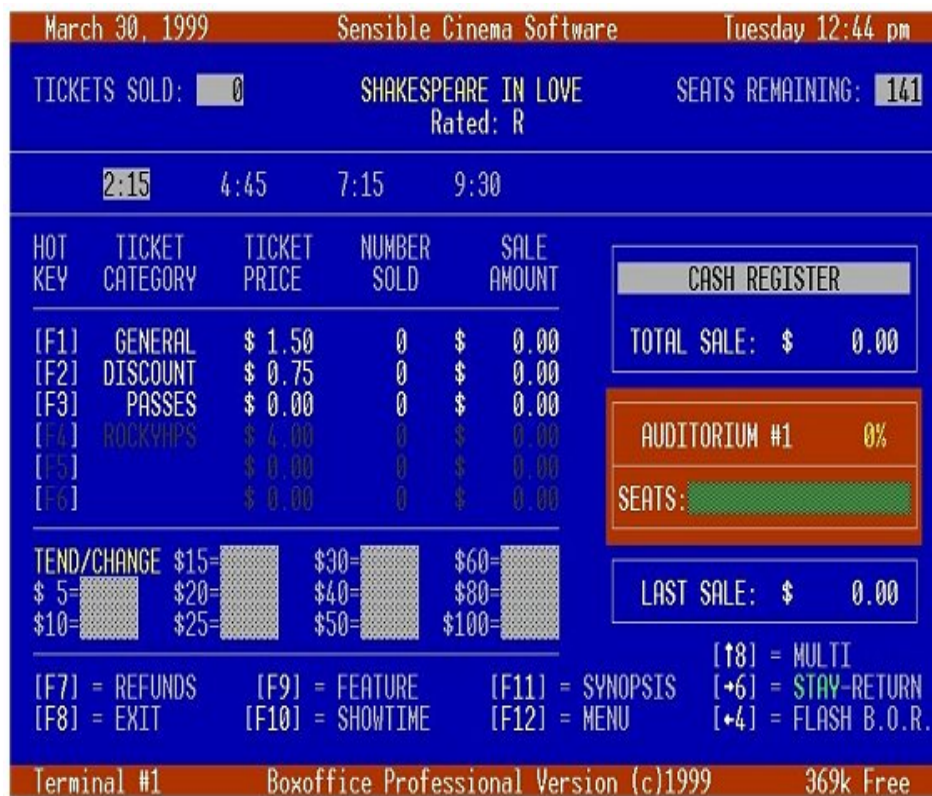 March 30, 1999 Sensible Cinema Software Tuesday 12:44 pm
TICKETS SOLD: 0 SHAKESPEARE IN LOVE SEATS REMAINING: 141
Rated: R
2:15 4:45 7:15 9:30
HOT TICKET TICKET NUMBER SALE
KEY CATEGORY PRICE SOLD AMOUNT
CASH REGISTER
[F1] GENERAL $ 1.50 0 $ 0.00 TOTAL SALE: $ 0.00
[F2] DISCOUNT $ 0.75 0 $ 0.00
[F3] PASSES $ 0.00 0 $ 0.00
[F4] ROCKYHPS $ 4.00 0 $ 0.00 AUDITORIUM #1 0%
[F5] $ 0.00 0 $ 0.00
[F6] $ 0.00 0 $ 0.00 SEATS:
TEND/CHANGE $15= $30= $60=
$ 5= $20= $40= $80= LAST SALE: $ 0.00
$10= $25= $50= $100=
[↑8] = MULTI
[F7] = REFUNDS [F9] = FEATURE [F11] = SYNOPSIS [→6] = STAY-RETURN
[F8] = EXIT [F10] = SHOWTIME [F12] = MENU [←4] = FLASH B.O.R.
Terminal #1 Boxoffice Professional Version (c)1999 369k Free